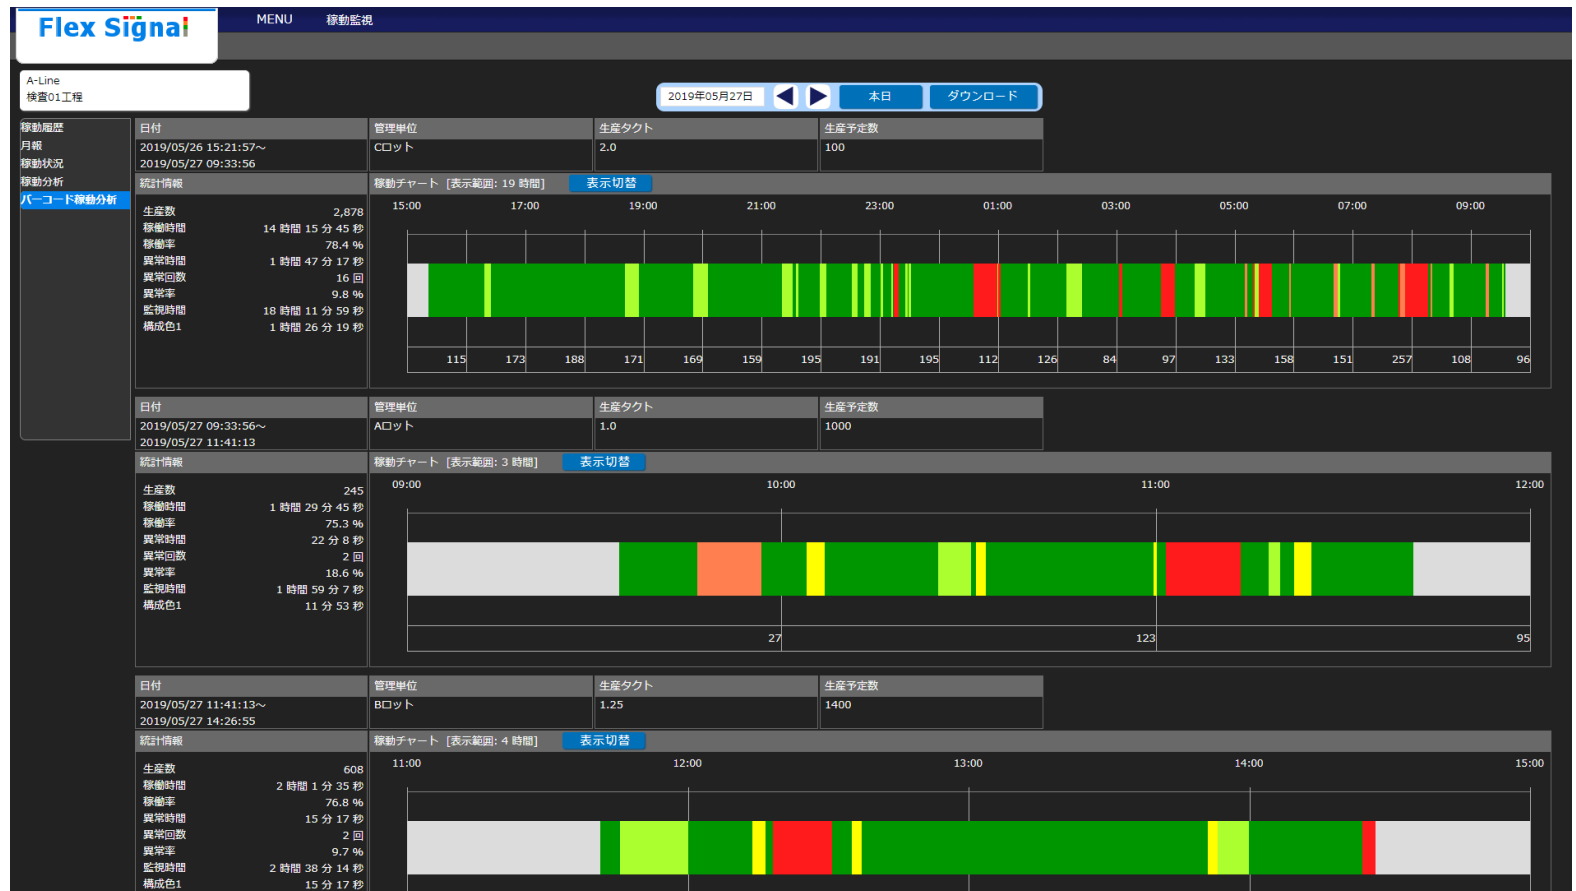 Flex Signal
MENU 稼動監視
A-Line
検査01工程
2019年05月27日 本日 ダウンロード
稼動履歴
月報
稼動状況
稼動分析
バーコード稼動分析
日付 管理単位 生産タクト 生産予定数
2019/05/26 15:21:57～ Cロット 2.0 100
2019/05/27 09:33:56
統計情報 稼動チャート [表示範囲: 19 時間] 表示切替
15:00 17:00 19:00 21:00 23:00 01:00 03:00 05:00 07:00 09:00
生産数 2,878
稼働時間 14 時間 15 分 45 秒
稼働率 78.4 %
異常時間 1 時間 47 分 17 秒
異常回数 16 回
異常率 9.8 %
監視時間 18 時間 11 分 59 秒
構成色1 1 時間 26 分 19 秒
115 173 188 171 169 159 195 191 195 112 126 84 97 133 158 151 257 108 96
日付 管理単位 生産タクト 生産予定数
2019/05/27 09:33:56～ Aロット 1.0 1000
2019/05/27 11:41:13
統計情報 稼動チャート [表示範囲: 3 時間] 表示切替
09:00 10:00 11:00 12:00
生産数 245
稼働時間 1 時間 29 分 45 秒
稼働率 75.3 %
異常時間 22 分 8 秒
異常回数 2 回
異常率 18.6 %
監視時間 1 時間 59 分 7 秒
構成色1 11 分 53 秒
27 123 95
日付 管理単位 生産タクト 生産予定数
2019/05/27 11:41:13～ Bロット 1.25 1400
2019/05/27 14:26:55
統計情報 稼動チャート [表示範囲: 4 時間] 表示切替
11:00 12:00 13:00 14:00 15:00
生産数 608
稼働時間 2 時間 1 分 35 秒
稼働率 76.8 %
異常時間 15 分 17 秒
異常回数 2 回
異常率 9.7 %
監視時間 2 時間 38 分 14 秒
構成色1 15 分 17 秒